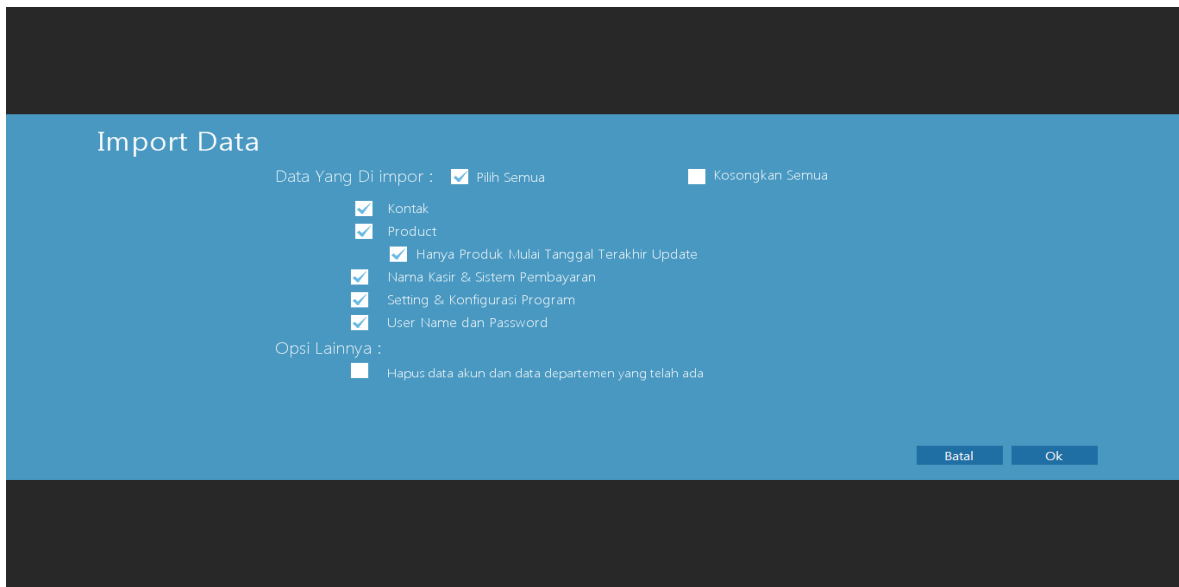 Import Data
Data Yang Di impor : Pilih Semua Kosongkan Semua
Kontak
Product
Hanya Produk Mulai Tanggal Terakhir Update
Nama Kasir & Sistem Pembayaran
Setting & Konfigurasi Program
User Name dan Password
Opsi Lainnya :
Hapus data akun dan data departemen yang telah ada
Batal Ok